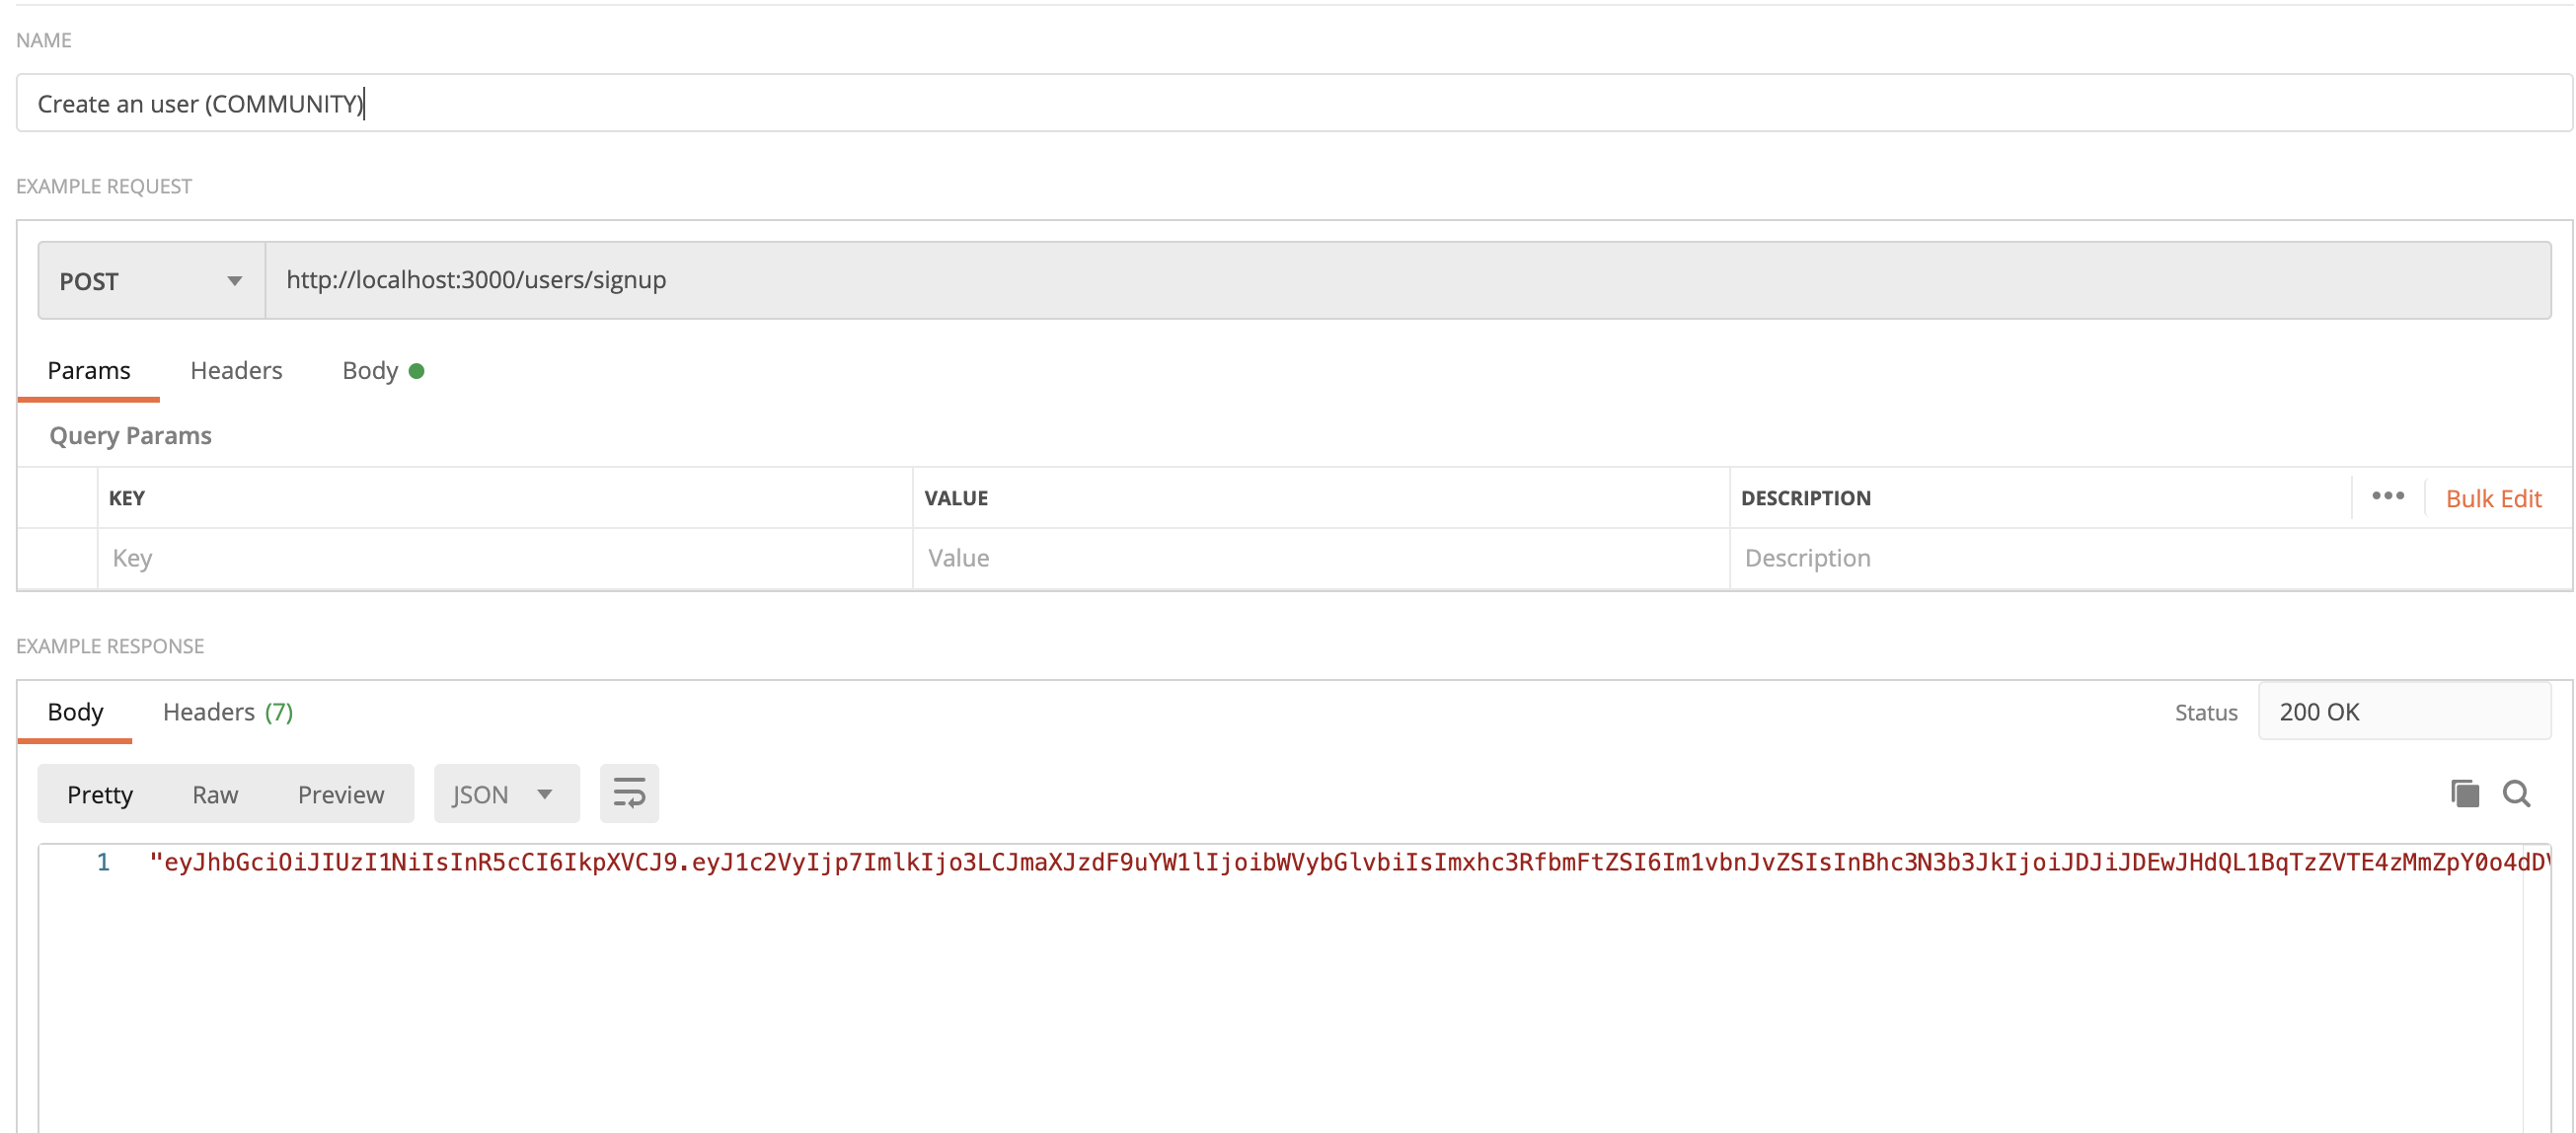 NAME
Create an user (COMMUNITY)
EXAMPLE REQUEST
POST http://localhost:3000/users/signup
Params Headers Body
Query Params
KEY VALUE DESCRIPTION ••• Bulk Edit
Key Value Description
EXAMPLE RESPONSE
Body Headers (7) Status 200 OK
Pretty Raw Preview JSON
1 "eyJhbGciOiJIUzI1NiIsInR5cCI6IkpXVCJ9.eyJ1c2VyIjp7ImlkIjo3LCJmaXJzdF9uYW1lIjoibWVybGlvbiIsImxhc3RfbmFtZSI6Im1vbnJvZSIsInBhc3N3b3JkIjoiJDJiJDEwJHdQL1BqTzZVTE4zMmZpY0o4dD